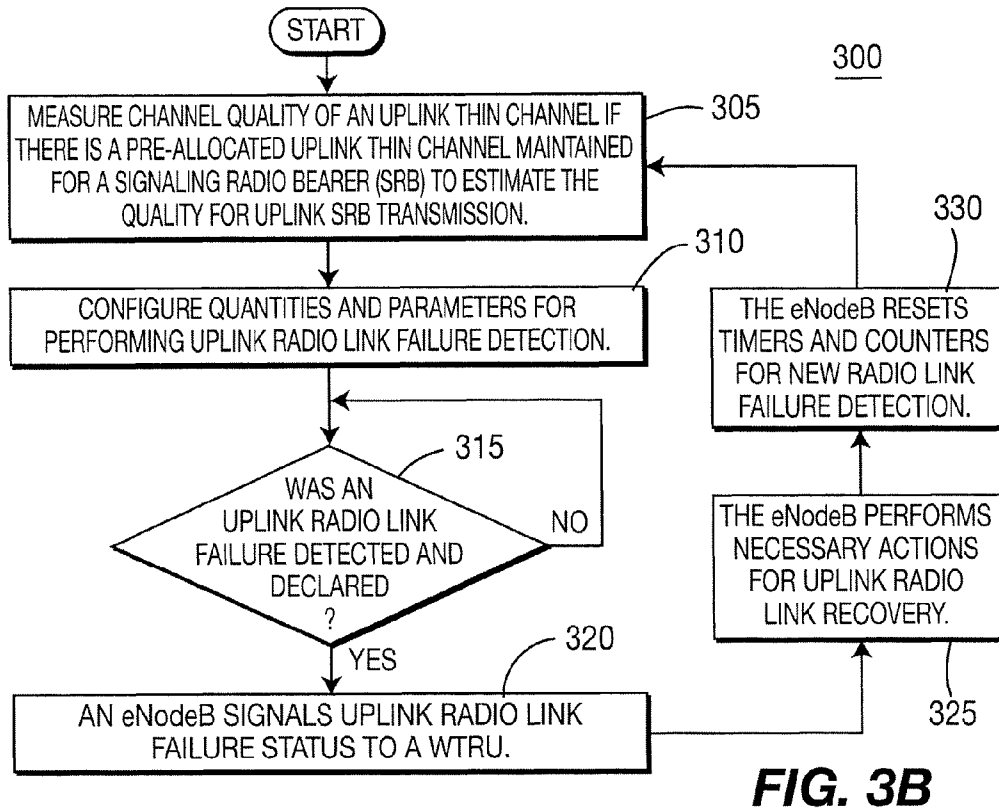 START
300
MEASURE CHANNEL QUALITY OF AN UPLINK THIN CHANNEL IF
THERE IS A PRE-ALLOCATED UPLINK THIN CHANNEL MAINTAINED
FOR A SIGNALING RADIO BEARER (SRB) TO ESTIMATE THE
QUALITY FOR UPLINK SRB TRANSMISSION.
305
CONFIGURE QUANTITIES AND PARAMETERS FOR
PERFORMING UPLINK RADIO LINK FAILURE DETECTION.
310
WAS AN
UPLINK RADIO LINK
FAILURE DETECTED AND
DECLARED
?
315
NO
YES
AN eNodeB SIGNALS UPLINK RADIO LINK
FAILURE STATUS TO A WTRU.
320
THE eNodeB PERFORMS
NECESSARY ACTIONS
FOR UPLINK RADIO
LINK RECOVERY.
325
THE eNodeB RESETS
TIMERS AND COUNTERS
FOR NEW RADIO LINK
FAILURE DETECTION.
330
FIG. 3B